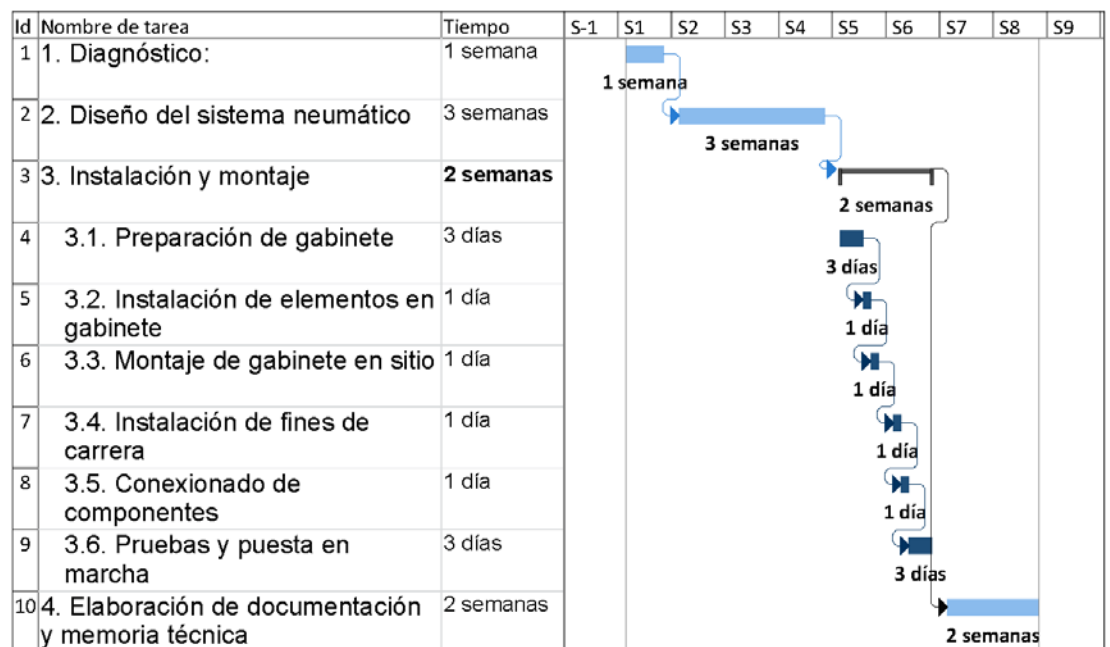 Id Nombre de tarea Tiempo S-1 S1 S2 S3 S4 S5 S6 S7 S8 S9
1 1. Diagnóstico: 1 semana
1 semana
2 2. Diseño del sistema neumático 3 semanas
3 semanas
3 3. Instalación y montaje 2 semanas
2 semanas
4 3.1. Preparación de gabinete 3 días
3 días
5 3.2. Instalación de elementos en 1 día
gabinete 1 día
6 3.3. Montaje de gabinete en sitio 1 día
1 día
7 3.4. Instalación de fines de 1 día
carrera 1 día
8 3.5. Conexionado de 1 día
componentes 1 día
9 3.6. Pruebas y puesta en 3 días
marcha 3 días
10 4. Elaboración de documentación 2 semanas
y memoria técnica 2 semanas